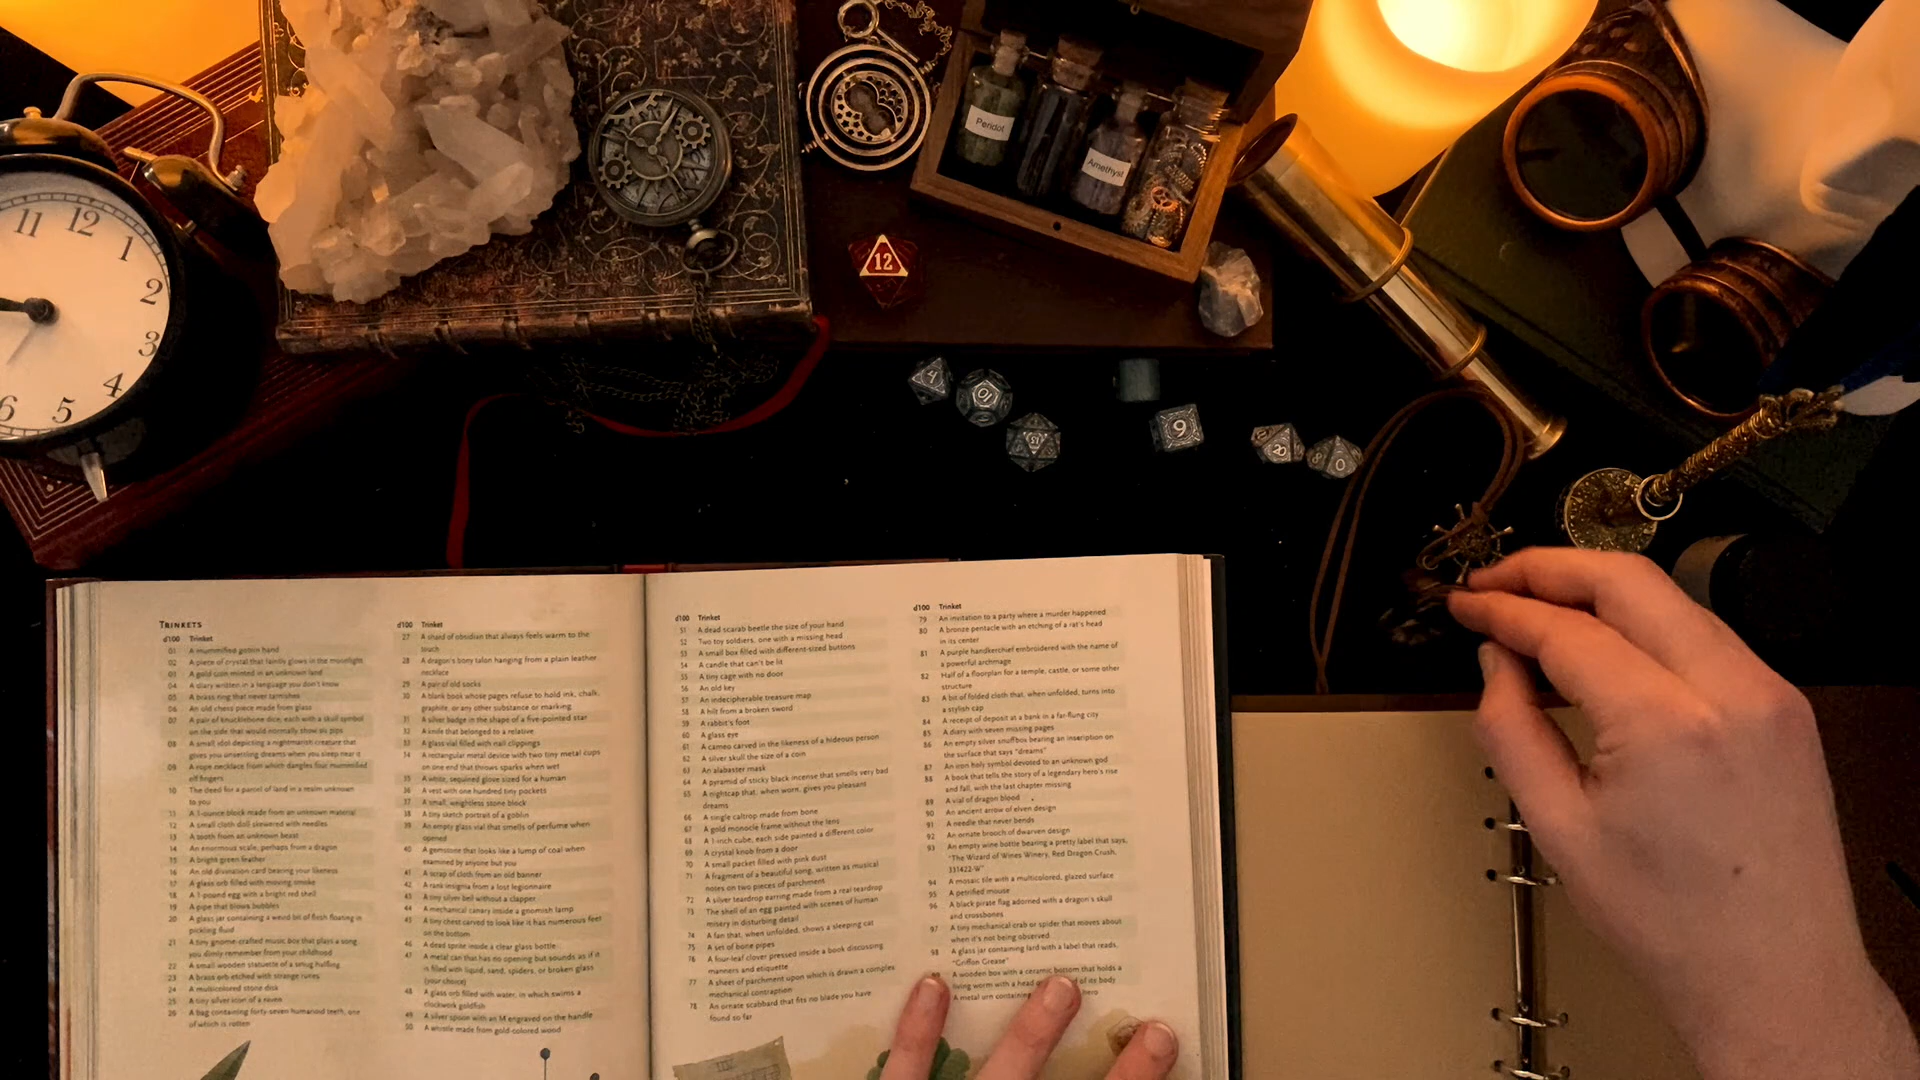 11 12 1
2
3
4
5
6
12
Peridot
Amethyst
4
10
9
20
8 0
TRINKETS
d100 Trinket
01 A mummified goblin hand
02 A piece of crystal that faintly glows in the moonlight
03 A gold coin minted in an unknown land
04 A diary written in a language you don't know
05 A brass ring that never tarnishes
06 An old chess piece made from glass
07 A pair of knucklebone dice, each with a skull symbol
on the side that would normally show six pips
08 A small idol depicting a nightmarish creature that
gives you unsettling dreams when you sleep near it
09 A rope necklace from which dangles four mummified
elf fingers
10 The deed for a parcel of land in a realm unknown
to you
11 A 1-ounce block made from an unknown material
12 A small cloth doll skewered with needles
13 A tooth from an unknown beast
14 An enormous scale, perhaps from a dragon
15 A bright green feather
16 An old divination card bearing your likeness
17 A glass orb filled with moving smoke
18 A 1-pound egg with a bright red shell
19 A pipe that blows bubbles
20 A glass jar containing a weird bit of flesh floating in
pickling fluid
21 A tiny gnome-crafted music box that plays a song
you dimly remember from your childhood
22 A small wooden statuette of a smug halfling
23 A brass orb etched with strange runes
24 A multicolored stone disk
25 A tiny silver icon of a raven
26 A bag containing forty-seven humanoid teeth, one
of which is rotten
d100 Trinket
27 A shard of obsidian that always feels warm to the
touch
28 A dragon's bony talon hanging from a plain leather
necklace
29 A pair of old socks
30 A blank book whose pages refuse to hold ink, chalk,
graphite, or any other substance or marking
31 A silver badge in the shape of a five-pointed star
32 A knife that belonged to a relative
33 A glass vial filled with nail clippings
34 A rectangular metal device with two tiny metal cups
on one end that throws sparks when wet
35 A white, sequined glove sized for a human
36 A vest with one hundred tiny pockets
37 A small, weightless stone block
38 A tiny sketch portrait of a goblin
39 An empty glass vial that smells of perfume when
opened
40 A gemstone that looks like a lump of coal when
examined by anyone but you
41 A scrap of cloth from an old banner
42 A rank insignia from a lost legionnaire
43 A tiny silver bell without a clapper
44 A mechanical canary inside a gnomish lamp
45 A tiny chest carved to look like it has numerous feet
on the bottom
46 A dead sprite inside a clear glass bottle
47 A metal can that has no opening but sounds as if it
is filled with liquid, sand, spiders, or broken glass
(your choice)
48 A glass orb filled with water, in which swims a
clockwork goldfish
49 A silver spoon with an M engraved on the handle
50 A whistle made from gold-colored wood
d100 Trinket
51 A dead scarab beetle the size of your hand
52 Two toy soldiers, one with a missing head
53 A small box filled with different-sized buttons
54 A candle that can't be lit
55 A tiny cage with no door
56 An old key
57 An indecipherable treasure map
58 A hilt from a broken sword
59 A rabbit's foot
60 A glass eye
61 A cameo carved in the likeness of a hideous person
62 A silver skull the size of a coin
63 An alabaster mask
64 A pyramid of sticky black incense that smells very bad
65 A nightcap that, when worn, gives you pleasant
dreams
66 A single caltrop made from bone
67 A gold monocle frame without the lens
68 A 1-inch cube, each side painted a different color
69 A crystal knob from a door
70 A small packet filled with pink dust
71 A fragment of a beautiful song, written as musical
notes on two pieces of parchment
72 A silver teardrop earring made from a real teardrop
73 The shell of an egg painted with scenes of human
misery in disturbing detail
74 A fan that, when unfolded, shows a sleeping cat
75 A set of bone pipes
76 A four-leaf clover pressed inside a book discussing
manners and etiquette
77 A sheet of parchment upon which is drawn a complex
mechanical contraption
78 An ornate scabbard that fits no blade you have
found so far
d100 Trinket
79 An invitation to a party where a murder happened
80 A bronze pentacle with an etching of a rat's head
in its center
81 A purple handkerchief embroidered with the name of
a powerful archmage
82 Half of a floorplan for a temple, castle, or some other
structure
83 A bit of folded cloth that, when unfolded, turns into
a stylish cap
84 A receipt of deposit at a bank in a far-flung city
85 A diary with seven missing pages
86 An empty silver snuffbox bearing an inscription on
the surface that says "dreams"
87 An iron holy symbol devoted to an unknown god
88 A book that tells the story of a legendary hero's rise
and fall, with the last chapter missing
89 A vial of dragon blood
90 An ancient arrow of elven design
91 A needle that never bends
92 An ornate brooch of dwarven design
93 An empty wine bottle bearing a pretty label that says,
"The Wizard of Wines Winery, Red Dragon Crush,
331422-W"
94 A mosaic tile with a multicolored, glazed surface
95 A petrified mouse
96 A black pirate flag adorned with a dragon's skull
and crossbones
97 A tiny mechanical crab or spider that moves about
when it's not being observed
98 A glass jar containing lard with a label that reads,
"Griffon Grease"
99 A wooden box with a ceramic bottom that holds a
living worm with a head of its body
A metal urn containing hero